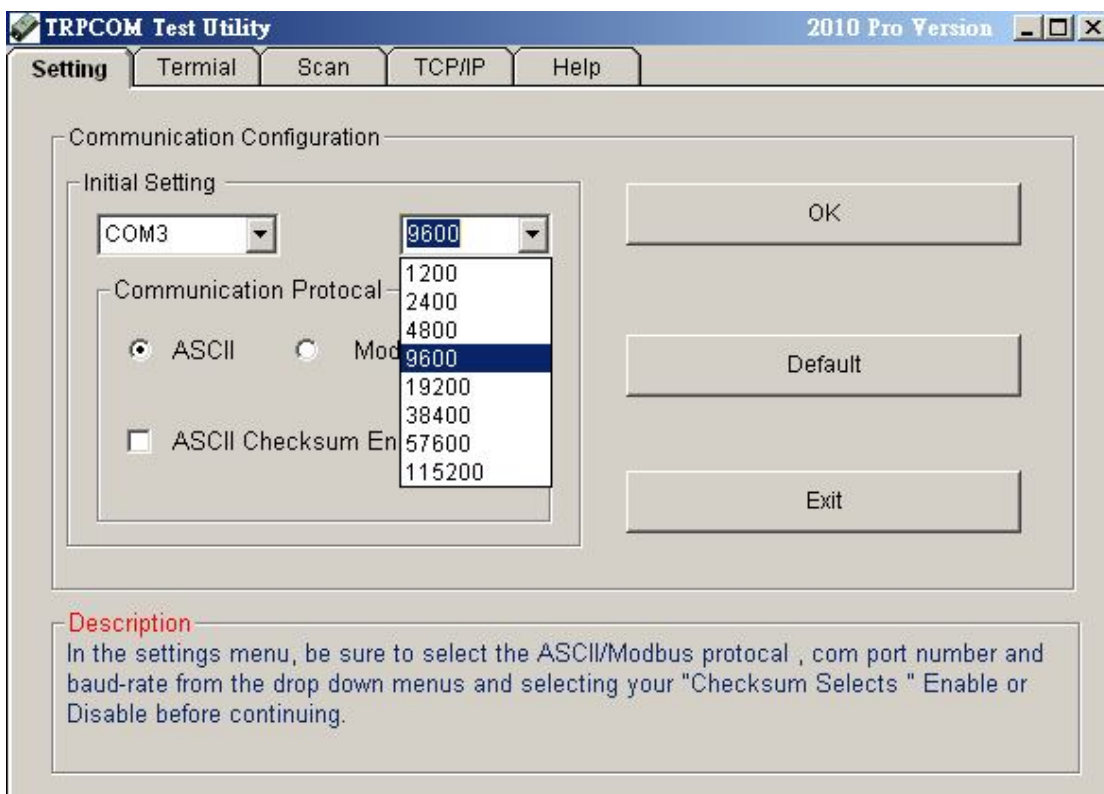 TRPCOM Test Utility 2010 Pro Version
Setting Termial Scan TCP/IP Help
Communication Configuration
Initial Setting
COM3 9600
OK
1200
Communication Protocal
2400
4800
ASCII Mod 9600
Default
19200
38400
ASCII Checksum En 57600
115200
Exit
Description
In the settings menu, be sure to select the ASCII/Modbus protocal , com port number and
baud-rate from the drop down menus and selecting your "Checksum Selects " Enable or
Disable before continuing.